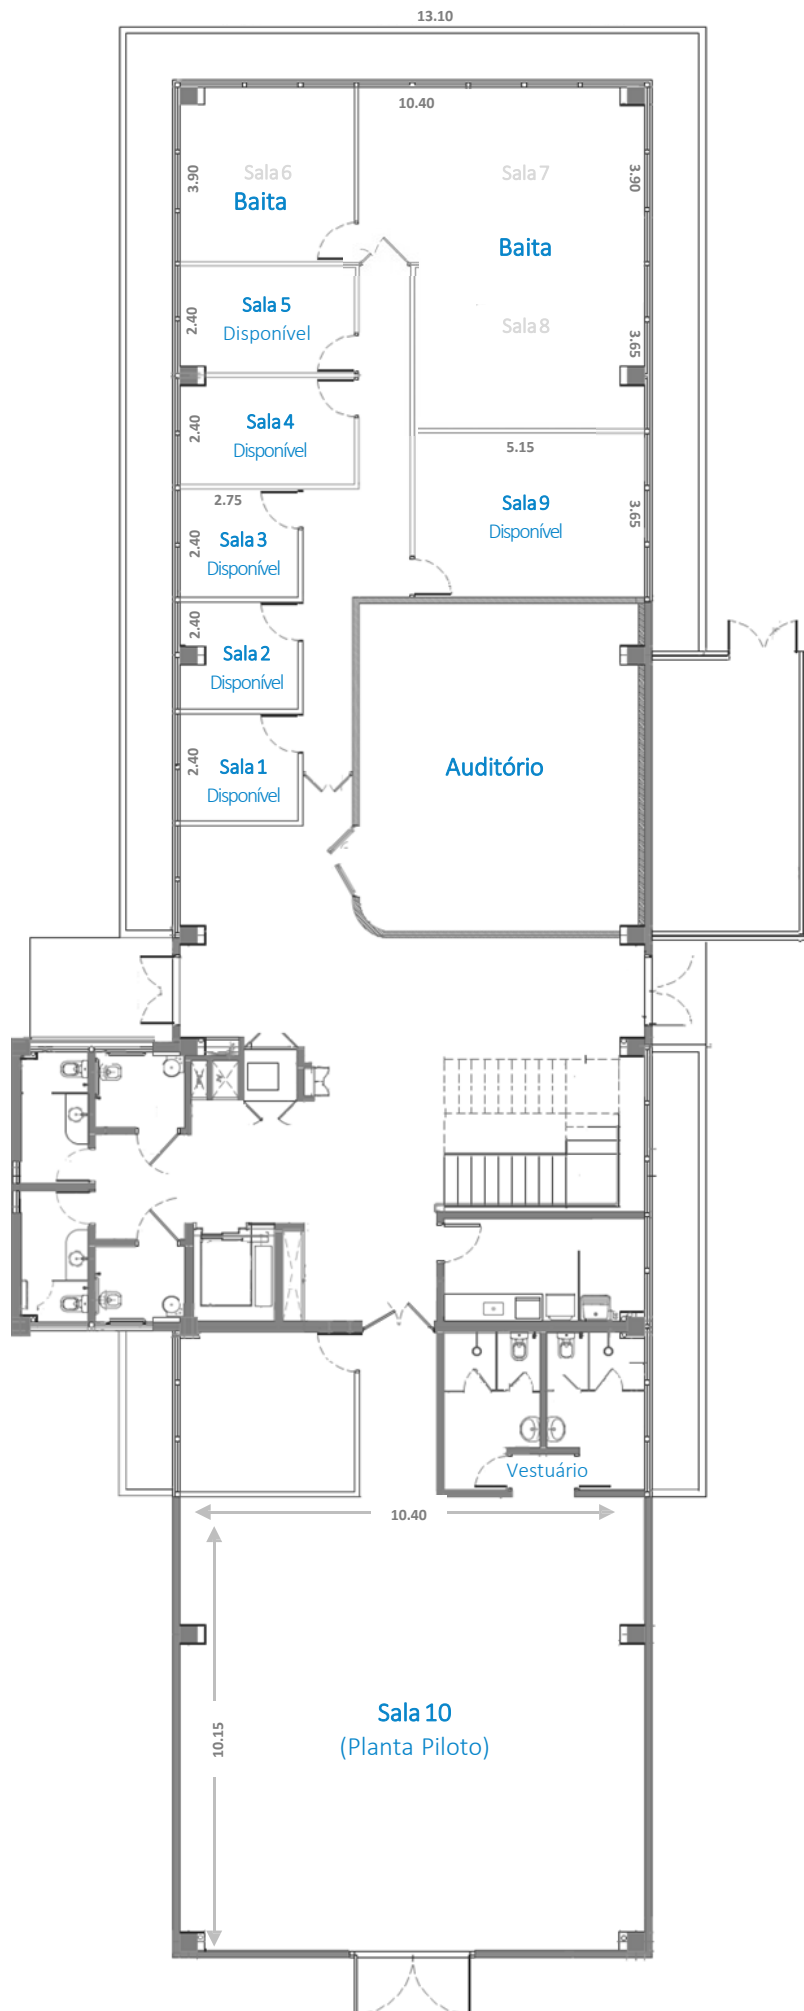 13.10
10.40
3.90
Sala 6
Baita
Sala 7
3.90
Baita
Sala 5
Disponível
2.40
Sala 8
3.65
Sala 4
Disponível
2.40
5.15
2.75
Sala 9
Disponível
3.65
Sala 3
Disponível
2.40
2.40
Sala 2
Disponível
2.40
Sala 1
Disponível
Auditório
Vestuário
10.40
10.15
Sala 10
(Planta Piloto)